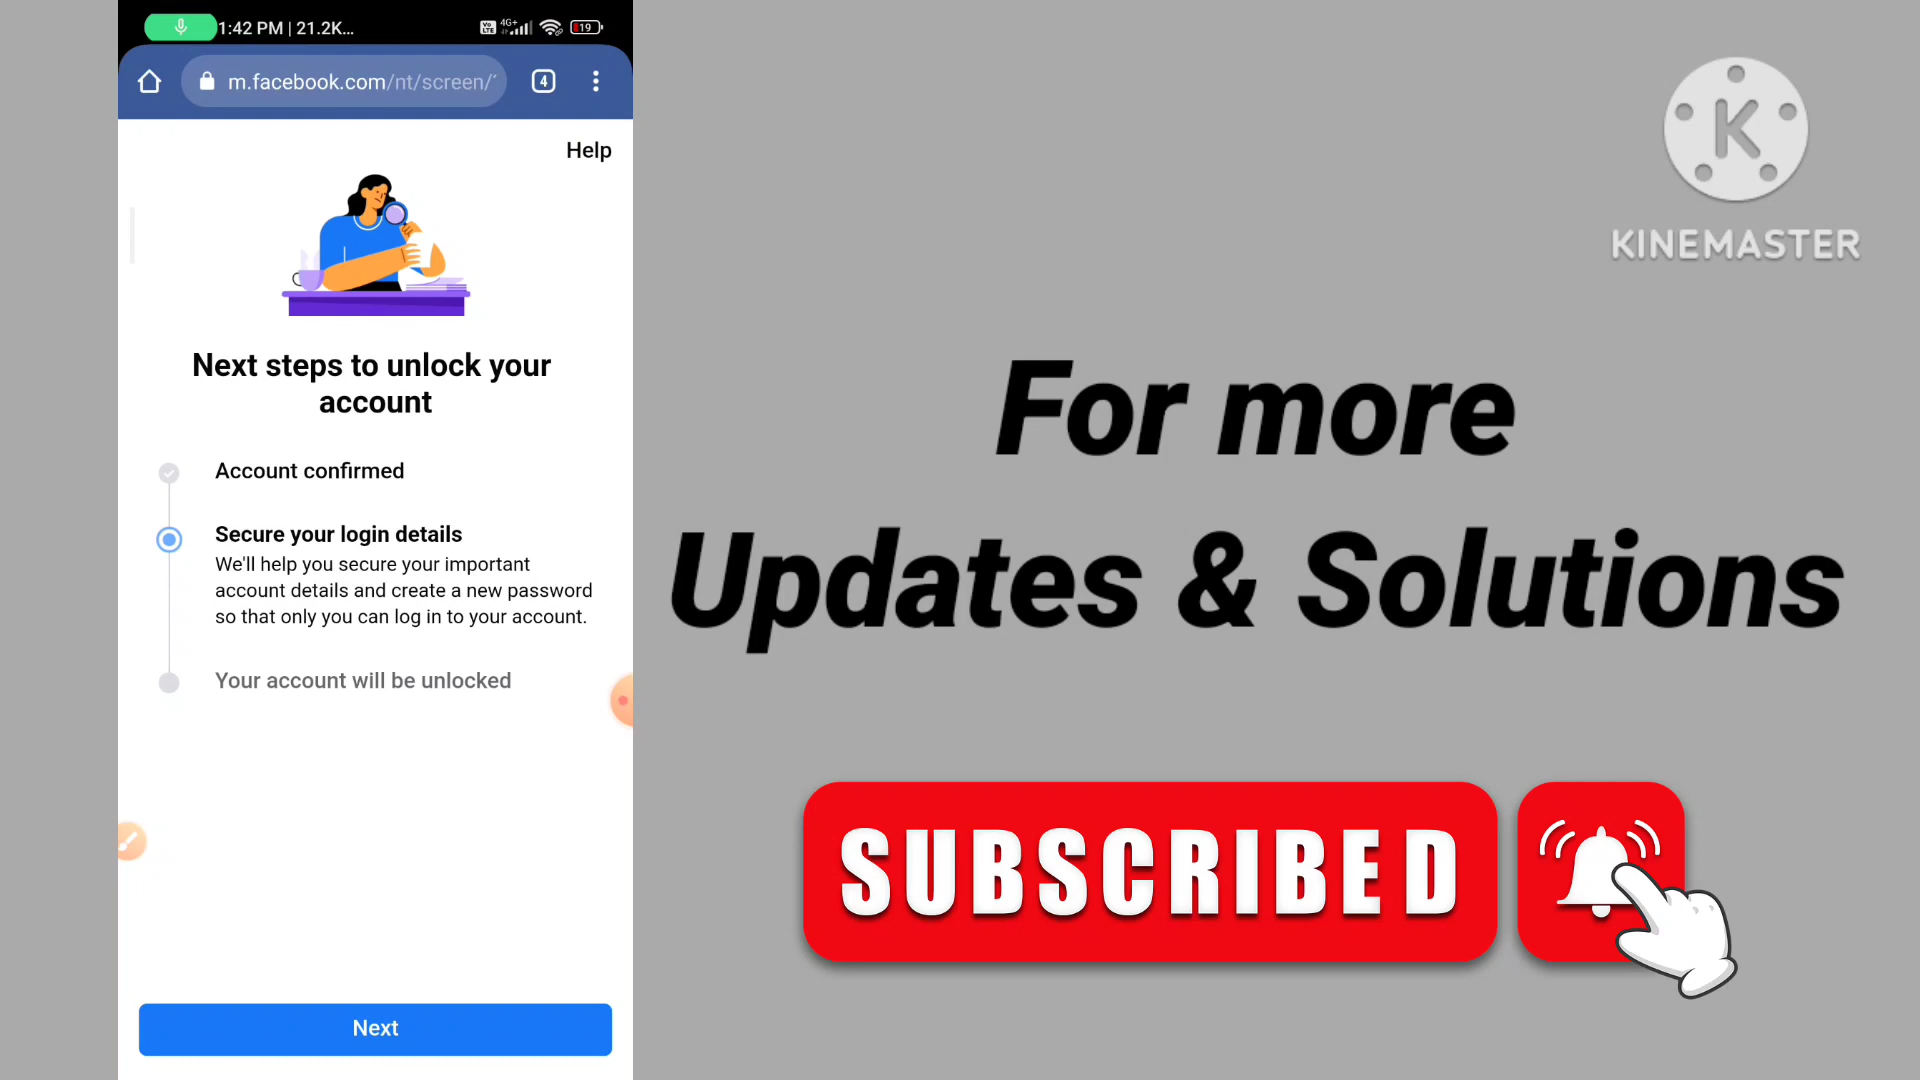 1:42 PM | 21.2K...
4G+
19
m.facebook.com/nt/screen/
4
Help
Next steps to unlock your
account
Account confirmed
Secure your login details
We'll help you secure your important
account details and create a new password
so that only you can log in to your account.
Your account will be unlocked
Next
K
KINEMASTER
For more
Updates & Solutions
SUBSCRIBED